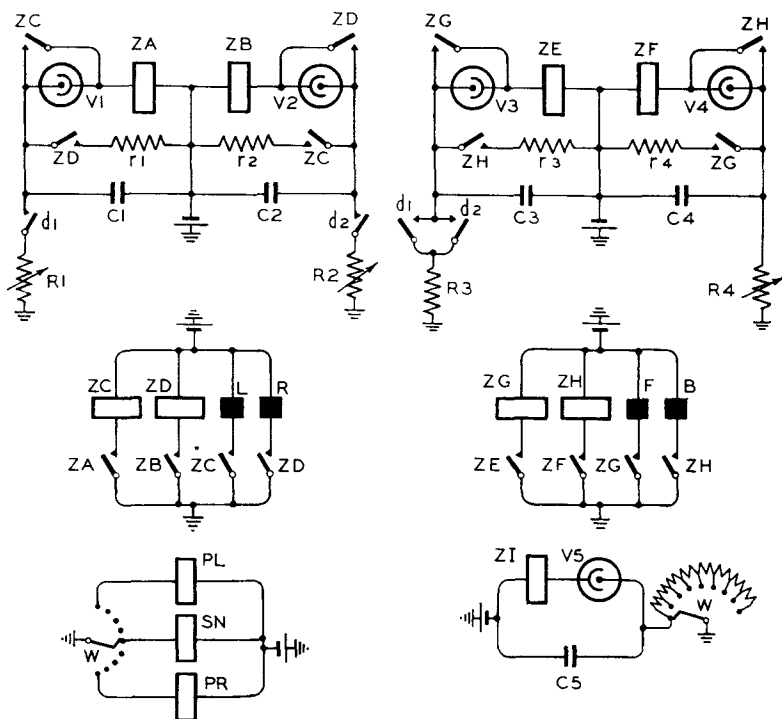 ZC ZD ZG ZH
ZA ZB ZE ZF
V1 V2 V3 V4
ZD r1 r2 ZC ZH r3 r4 ZG
C1 C2 C3 C4
d1 d2 d1 d2
R1 R2 R3 R4
ZC ZD L R ZG ZH F B
ZA ZB ZC ZD ZE ZF ZG ZH
PL ZI V5
SN W
W
PR C5